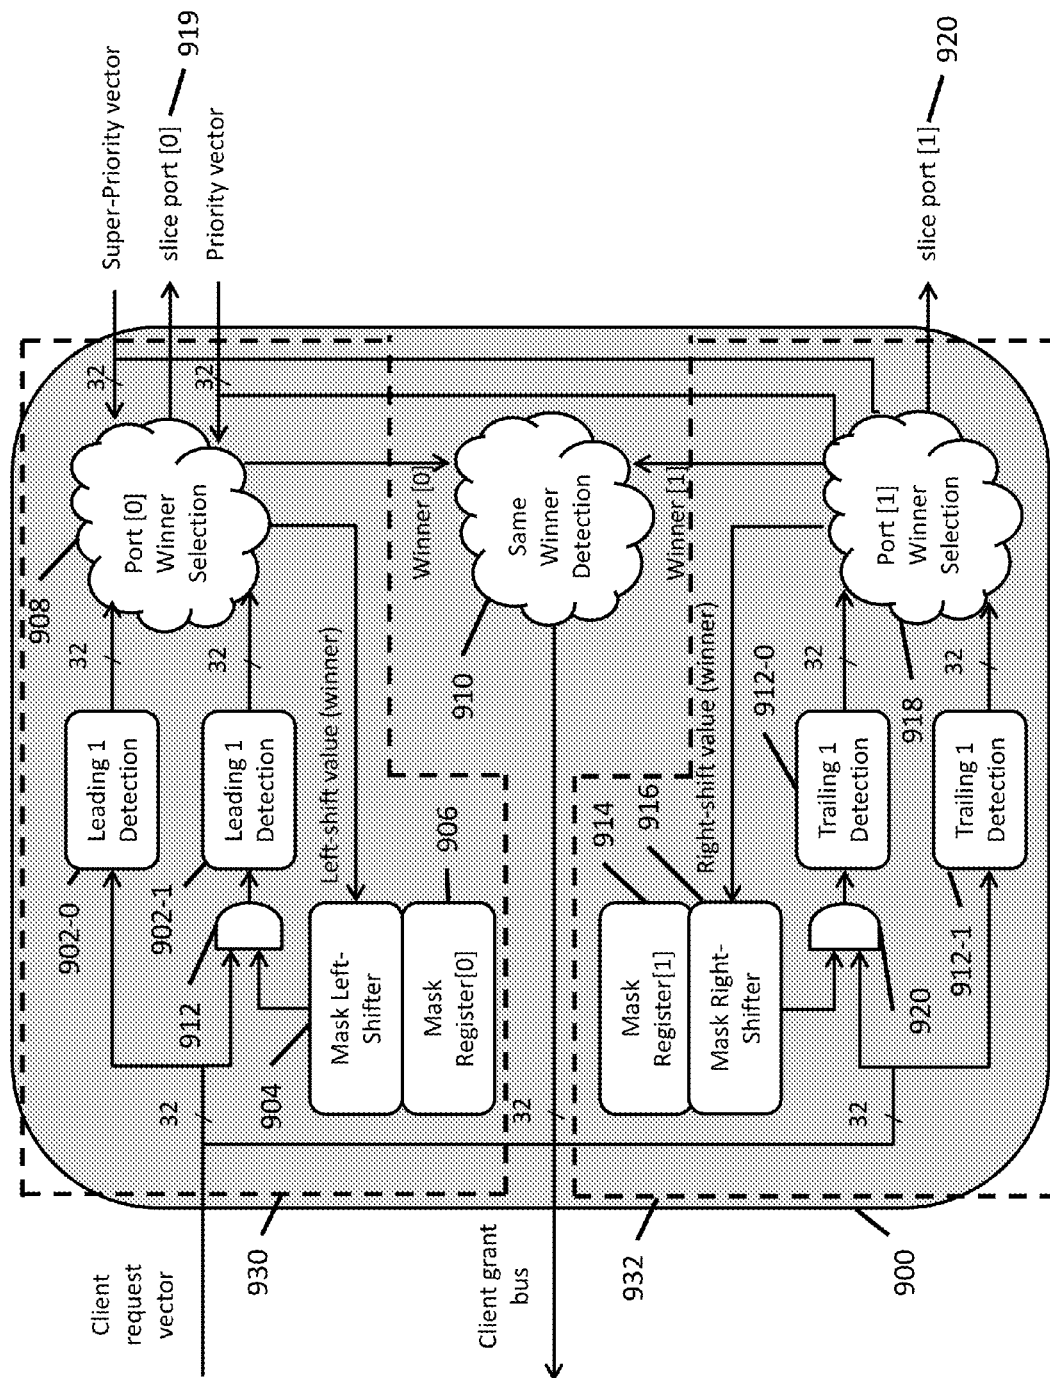 Super-Priority vector
slice port [0]
919
Priority vector
slice port [1]
920
32
32
Port [0]
Winner
Selection
908
Winner [0]
Same
Winner
Detection
910
Winner [1]
Port [1]
Winner
Selection
918
32
32
32
32
Leading 1
Detection
902-0
Leading 1
Detection
902-1
Left-shift value (winner)
906
Right-shift value (winner)
914
916
912-0
Trailing 1
Detection
Trailing 1
Detection
912-1
912
Mask Left-
Shifter
904
Mask
Register[0]
Mask
Register[1]
Mask Right-
Shifter
920
32
32
32
930
932
900
Client
request
vector
Client grant
bus